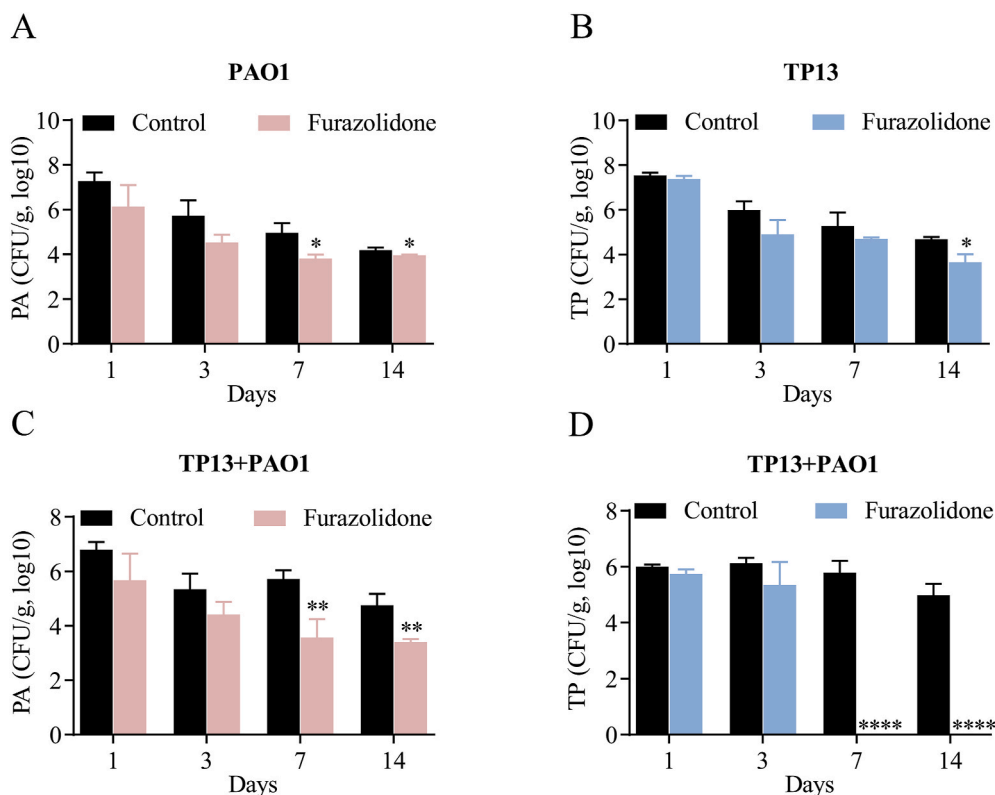 A
PAO1
Control Furazolidone
PA (CFU/g, log10)
10
8
6
4
2
0
* *
1 3 7 14
Days
B
TP13
Control Furazolidone
TP (CFU/g, log10)
10
8
6
4
2
0
*
1 3 7 14
Days
C
TP13+PAO1
Control Furazolidone
PA (CFU/g, log10)
8
6
4
2
0
** **
1 3 7 14
Days
D
TP13+PAO1
Control Furazolidone
TP (CFU/g, log10)
8
6
4
2
0
**** ****
1 3 7 14
Days